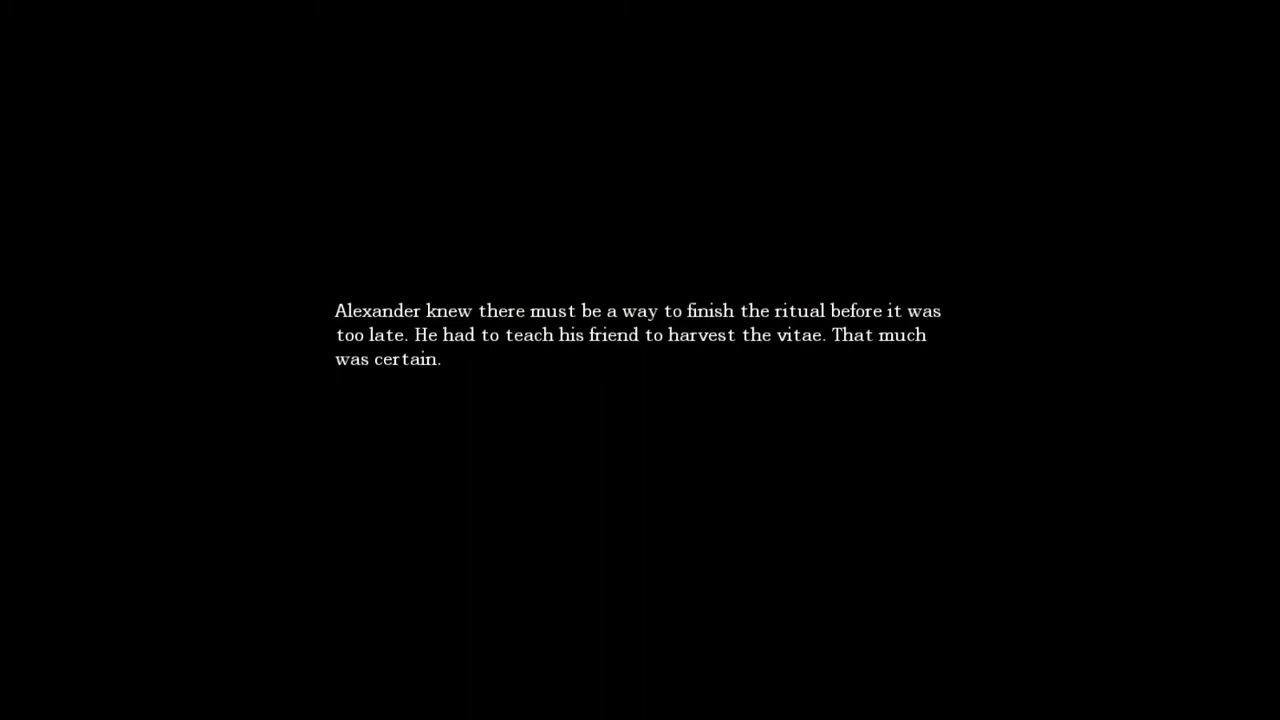 Alexander knew there must be a way to finish the ritual before it was
too late. He had to teach his friend to harvest the vitae. That much
was certain.